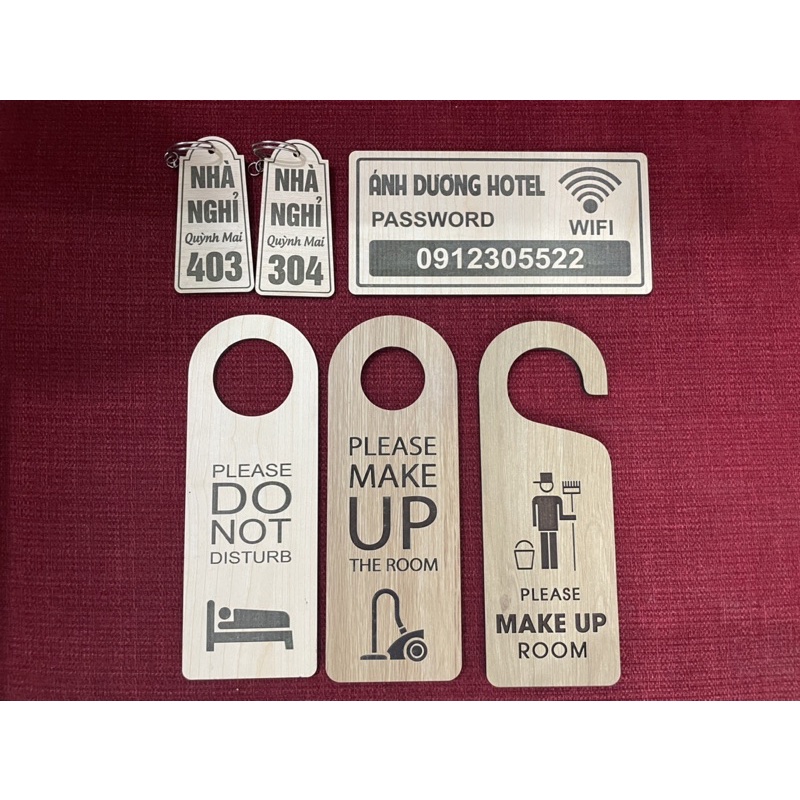 NHÀ
NGHỈ
Quỳnh Mai
403
NHÀ
NGHỈ
Quỳnh Mai
304
ÁNH DƯƠNG HOTEL
PASSWORD
WIFI
0912305522
PLEASE
DO
NOT
DISTURB
PLEASE
MAKE
UP
THE ROOM
PLEASE
MAKE UP
ROOM